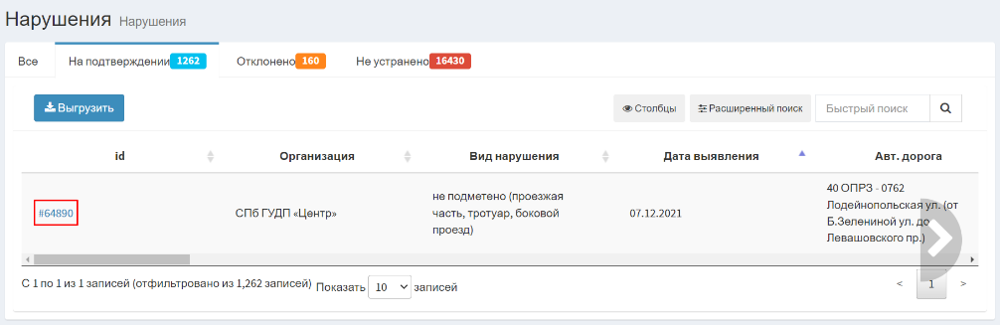 Нарушения Нарушения
Все На подтверждении 1262 Отклонено 160 Не устранено 16430
Выгрузить Столбцы Расширенный поиск Быстрый поиск
id Организация Вид нарушения Дата выявления Авт. дорога
#64890 СПб ГУДП «Центр» не подметено (проезжая
часть, тротуар, боковой
проезд) 07.12.2021 40 ОПРЗ - 0762
Лодейнопольская ул. (от
Б.Зелениной ул. до
Левашовского пр.)
С 1 по 1 из 1 записей (отфильтровано из 1,262 записей) Показать 10 записей < 1 >